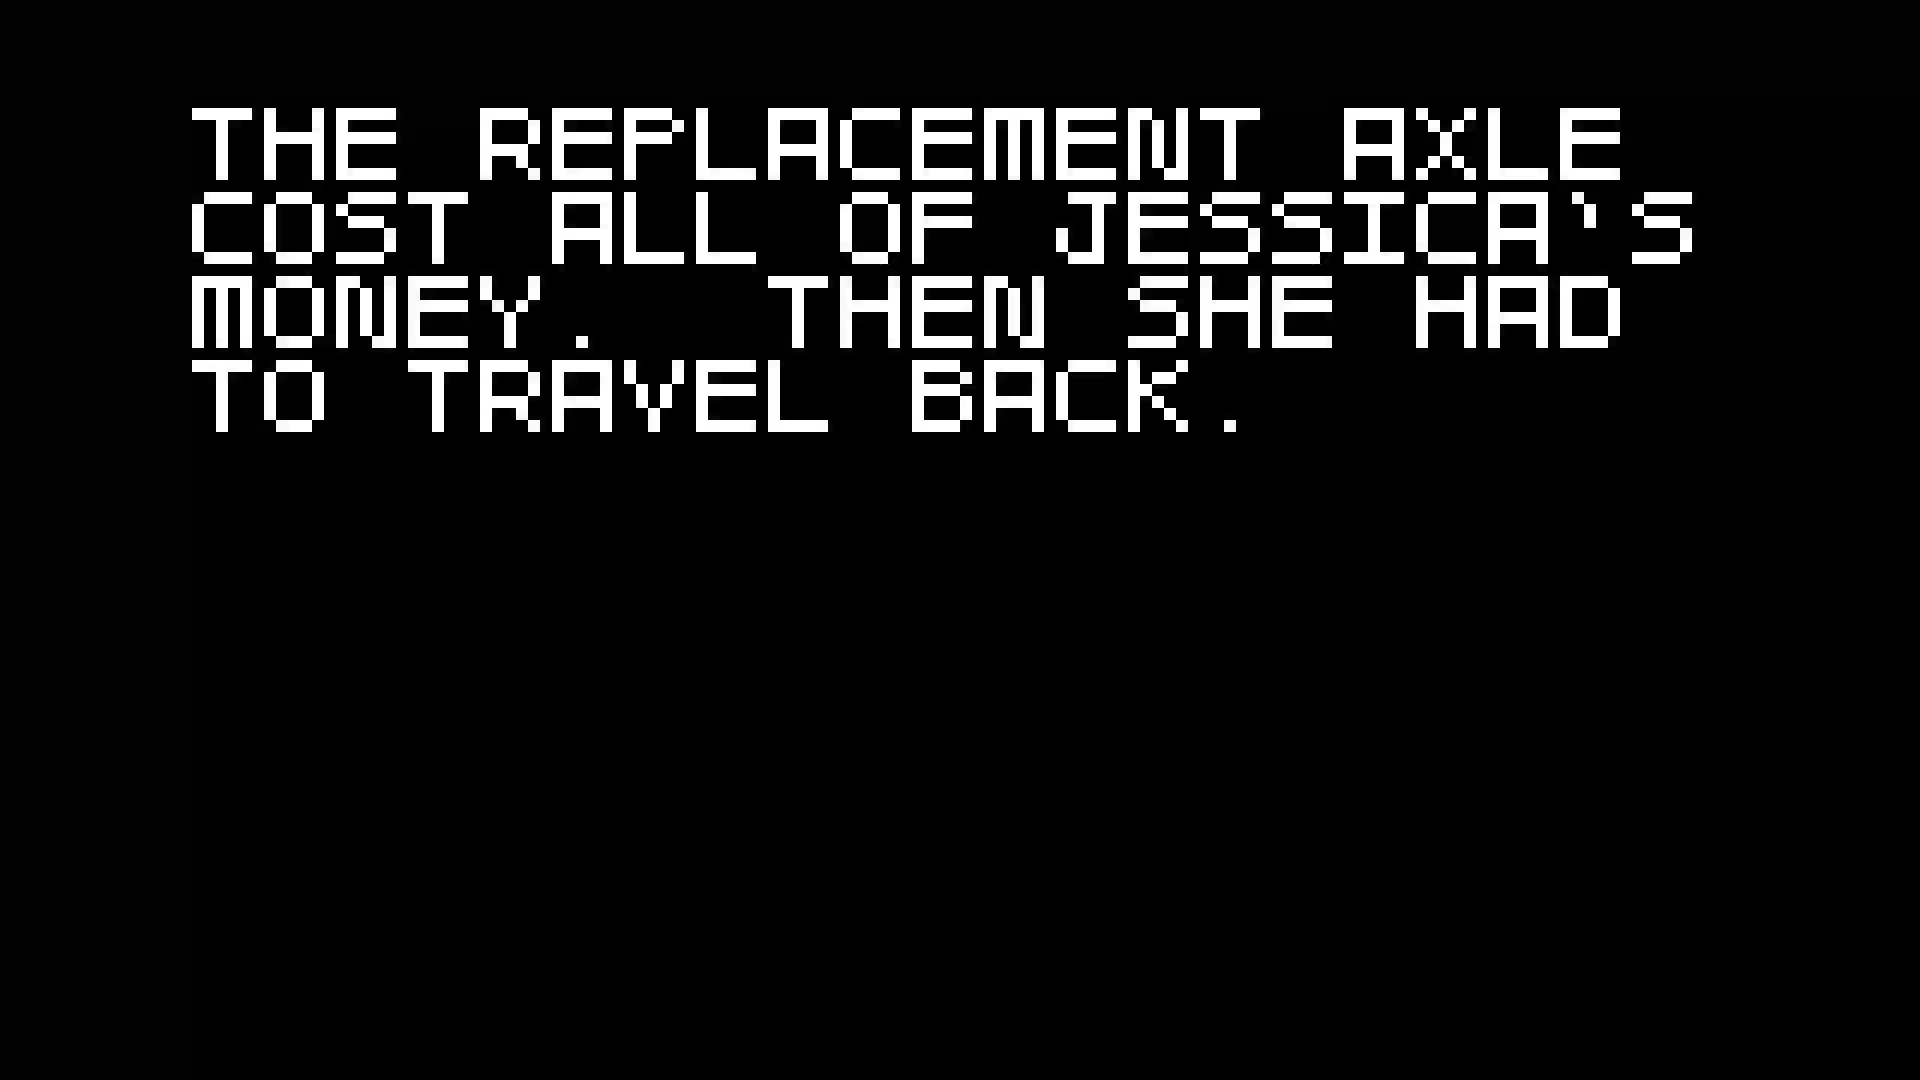 THE REPLACEMENT AXLE
COST ALL OF JESSICA'S
MONEY.  THEN SHE HAD
TO TRAVEL BACK.